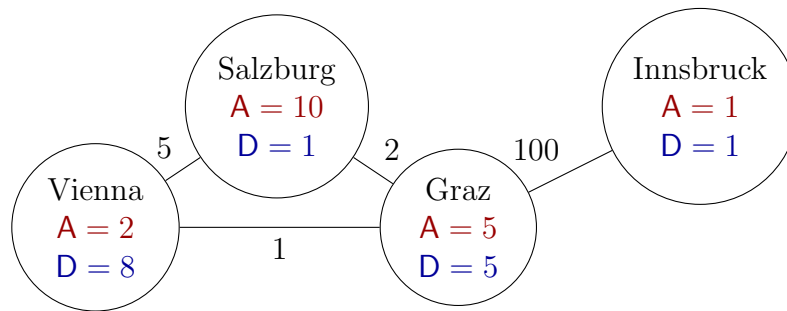 Salzburg
A = 10
D = 1
Innsbruck
A = 1
D = 1
5
2
100
Vienna
A = 2
D = 8
Graz
A = 5
D = 5
1